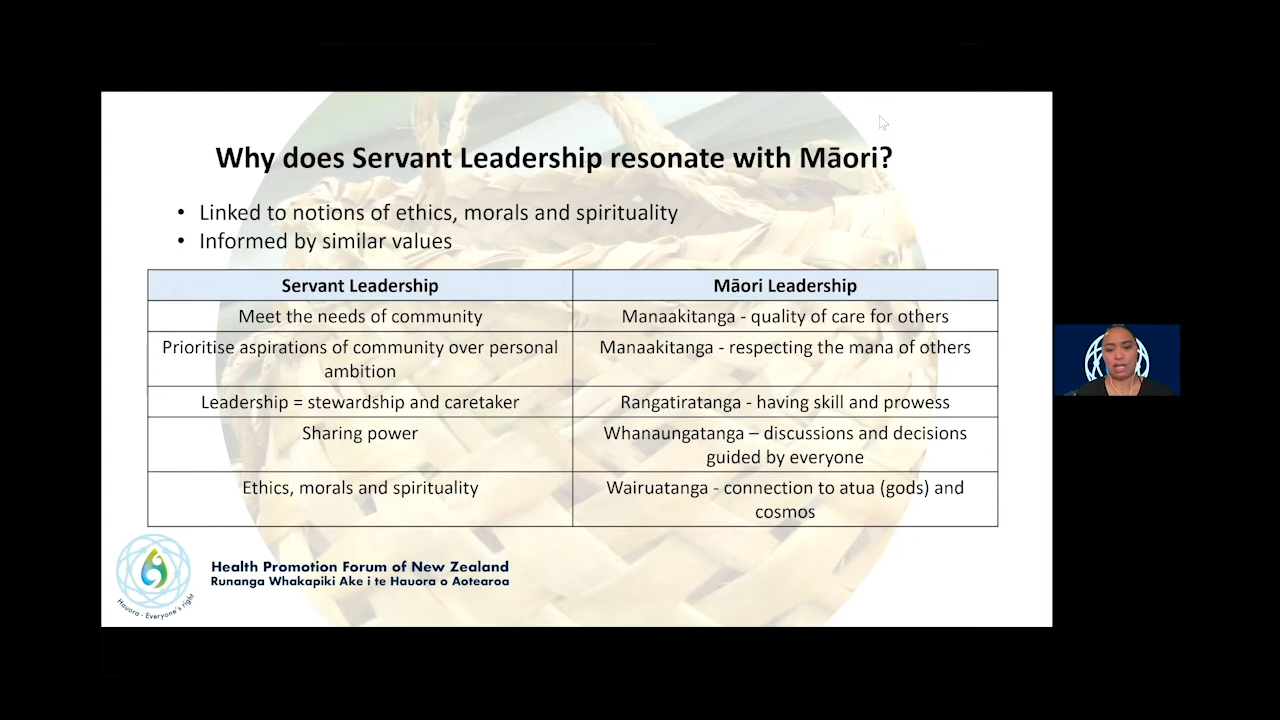 Why does Servant Leadership resonate with Māori?
• Linked to notions of ethics, morals and spirituality
• Informed by similar values
Servant Leadership
Māori Leadership
Meet the needs of community
Manaakitanga - quality of care for others
Prioritise aspirations of community over personal
ambition
Manaakitanga - respecting the mana of others
Leadership = stewardship and caretaker
Rangatiratanga - having skill and prowess
Sharing power
Whanaungatanga – discussions and decisions
guided by everyone
Ethics, morals and spirituality
Wairuatanga - connection to atua (gods) and
cosmos
Health Promotion Forum of New Zealand
Runanga Whakapiki Ake i te Hauora o Aotearoa
Hauora - Everyone's right